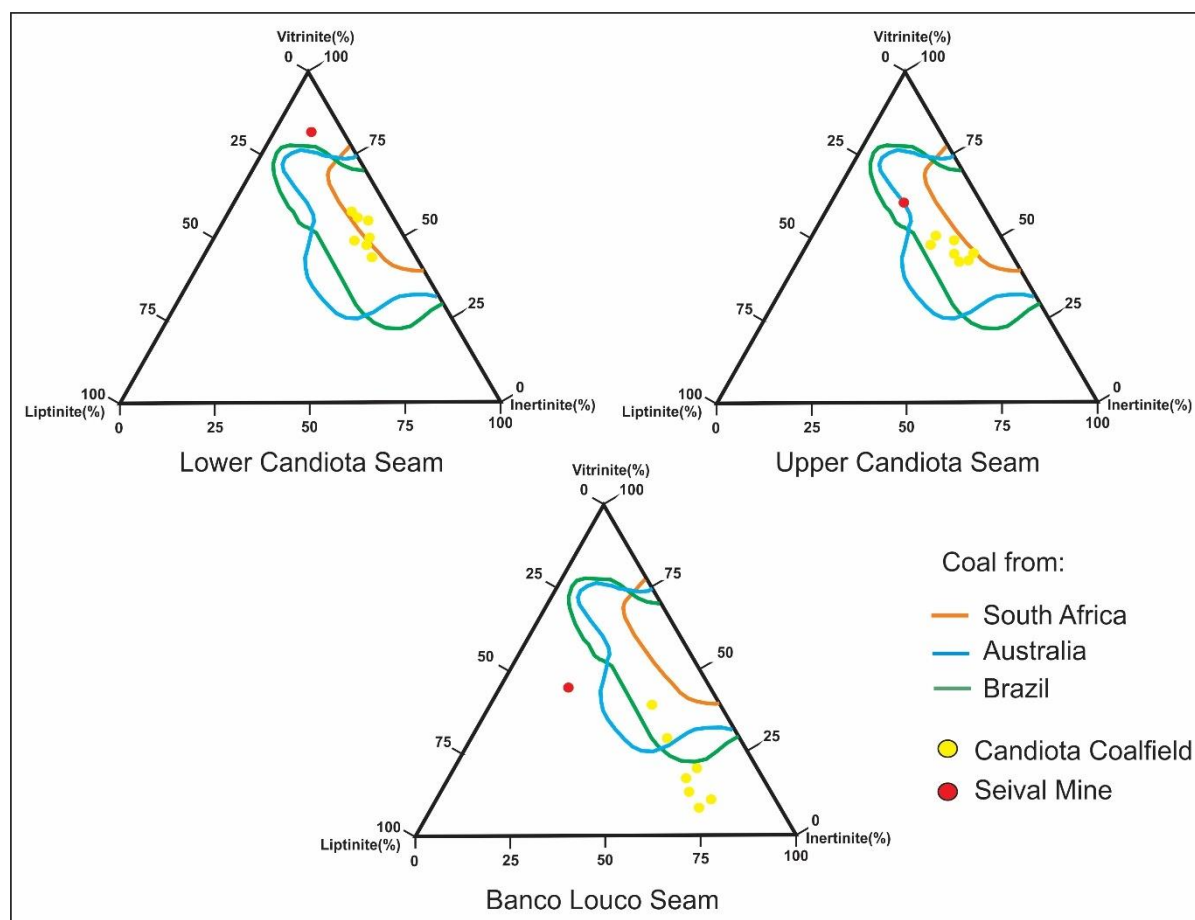 Vitrinite(%)
0 100
25
75
50
50
75
25
100
0
Liptinite(%)
Inertinite(%)
0
25
50
75
100
Lower Candiota Seam
Vitrinite(%)
0 100
25
75
50
50
75
25
100
0
Liptinite(%)
Inertinite(%)
0
25
50
75
100
Upper Candiota Seam
Vitrinite(%)
0 100
25
75
50
50
75
25
100
0
Liptinite(%)
Inertinite(%)
0
25
50
75
100
Banco Louco Seam
Coal from:
South Africa
Australia
Brazil
Candiota Coalfield
Seival Mine